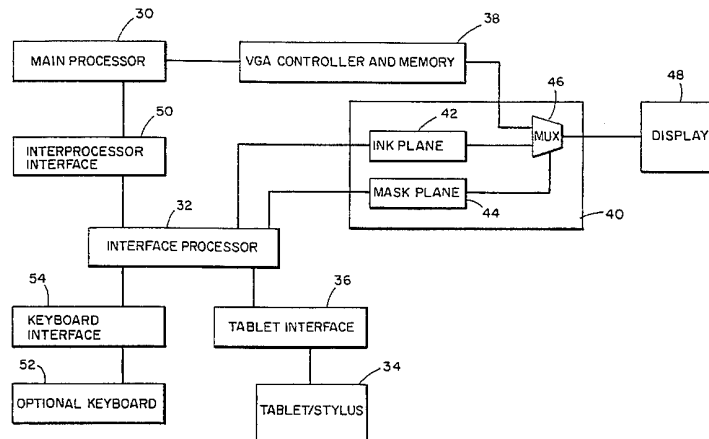 30
MAIN PROCESSOR
38
VGA CONTROLLER AND MEMORY
50
INTERPROCESSOR
INTERFACE
42
INK PLANE
46
MUX
48
DISPLAY
MASK PLANE
44
40
32
INTERFACE PROCESSOR
54
KEYBOARD
INTERFACE
36
TABLET INTERFACE
52
OPTIONAL KEYBOARD
34
TABLET/STYLUS